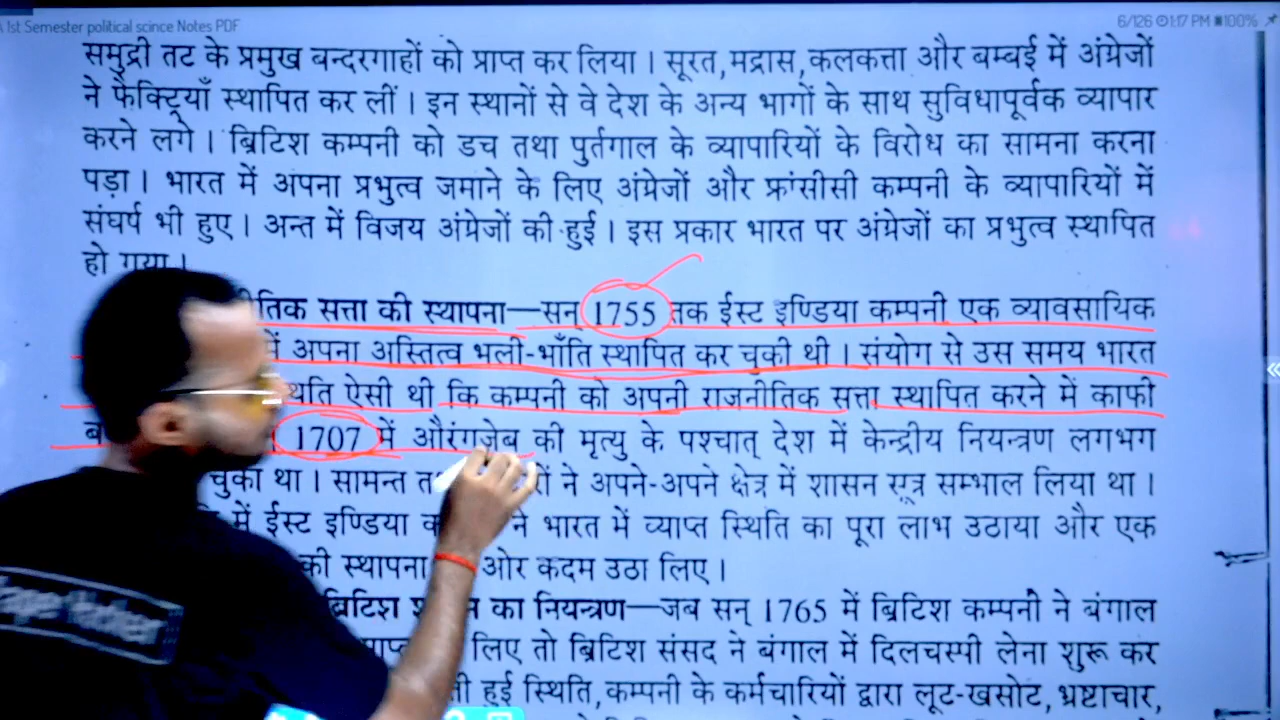 1st Semester political scince Notes PDF
6/126 1:17 PM 100%
समुद्री तट के प्रमुख बन्दरगाहों को प्राप्त कर लिया । सूरत, मद्रास, कलकत्ता और बम्बई में अंग्रेजों
ने फेक्ट्रियाँ स्थापित कर लीं । इन स्थानों से वे देश के अन्य भागों के साथ सुविधापूर्वक व्यापार
करने लगे । ब्रिटिश कम्पनी को डच तथा पुर्तगाल के व्यापारियों के विरोध का सामना करना
पड़ा । भारत में अपना प्रभुत्व जमाने के लिए अंग्रेजों और फ्रांसीसी कम्पनी के व्यापारियों में
संघर्ष भी हुए । अन्त में विजय अंग्रेजों की हुई । इस प्रकार भारत पर अंग्रेजों का प्रभुत्व स्थापित
हो गया ।
सत्ता की स्थापना—सन् 1755 तक ईस्ट इण्डिया कम्पनी एक व्यावसायिक
अपना अस्तित्व भली-भाँति स्थापित कर चुकी थी । संयोग से उस समय भारत
ऐसी थी कि कम्पनी को अपनी राजनीतिक सत्ता स्थापित करने में काफी
1707 में औरंगजेब की मृत्यु के पश्चात् देश में केन्द्रीय नियन्त्रण लगभग
चुका था । सामन्त ने अपने-अपने क्षेत्र में शासन सूत्र सम्भाल लिया था ।
में ईस्ट इण्डिया ने भारत में व्याप्त स्थिति का पूरा लाभ उठाया और एक
की स्थापना ओर कदम उठा लिए ।
ब्रिटिश का नियन्त्रण—जब सन् 1765 में ब्रिटिश कम्पनी ने बंगाल
लिए तो ब्रिटिश संसद ने बंगाल में दिलचस्पी लेना शुरू कर
हुई स्थिति, कम्पनी के कर्मचारियों द्वारा लूट-खसोट, भ्रष्टाचार,